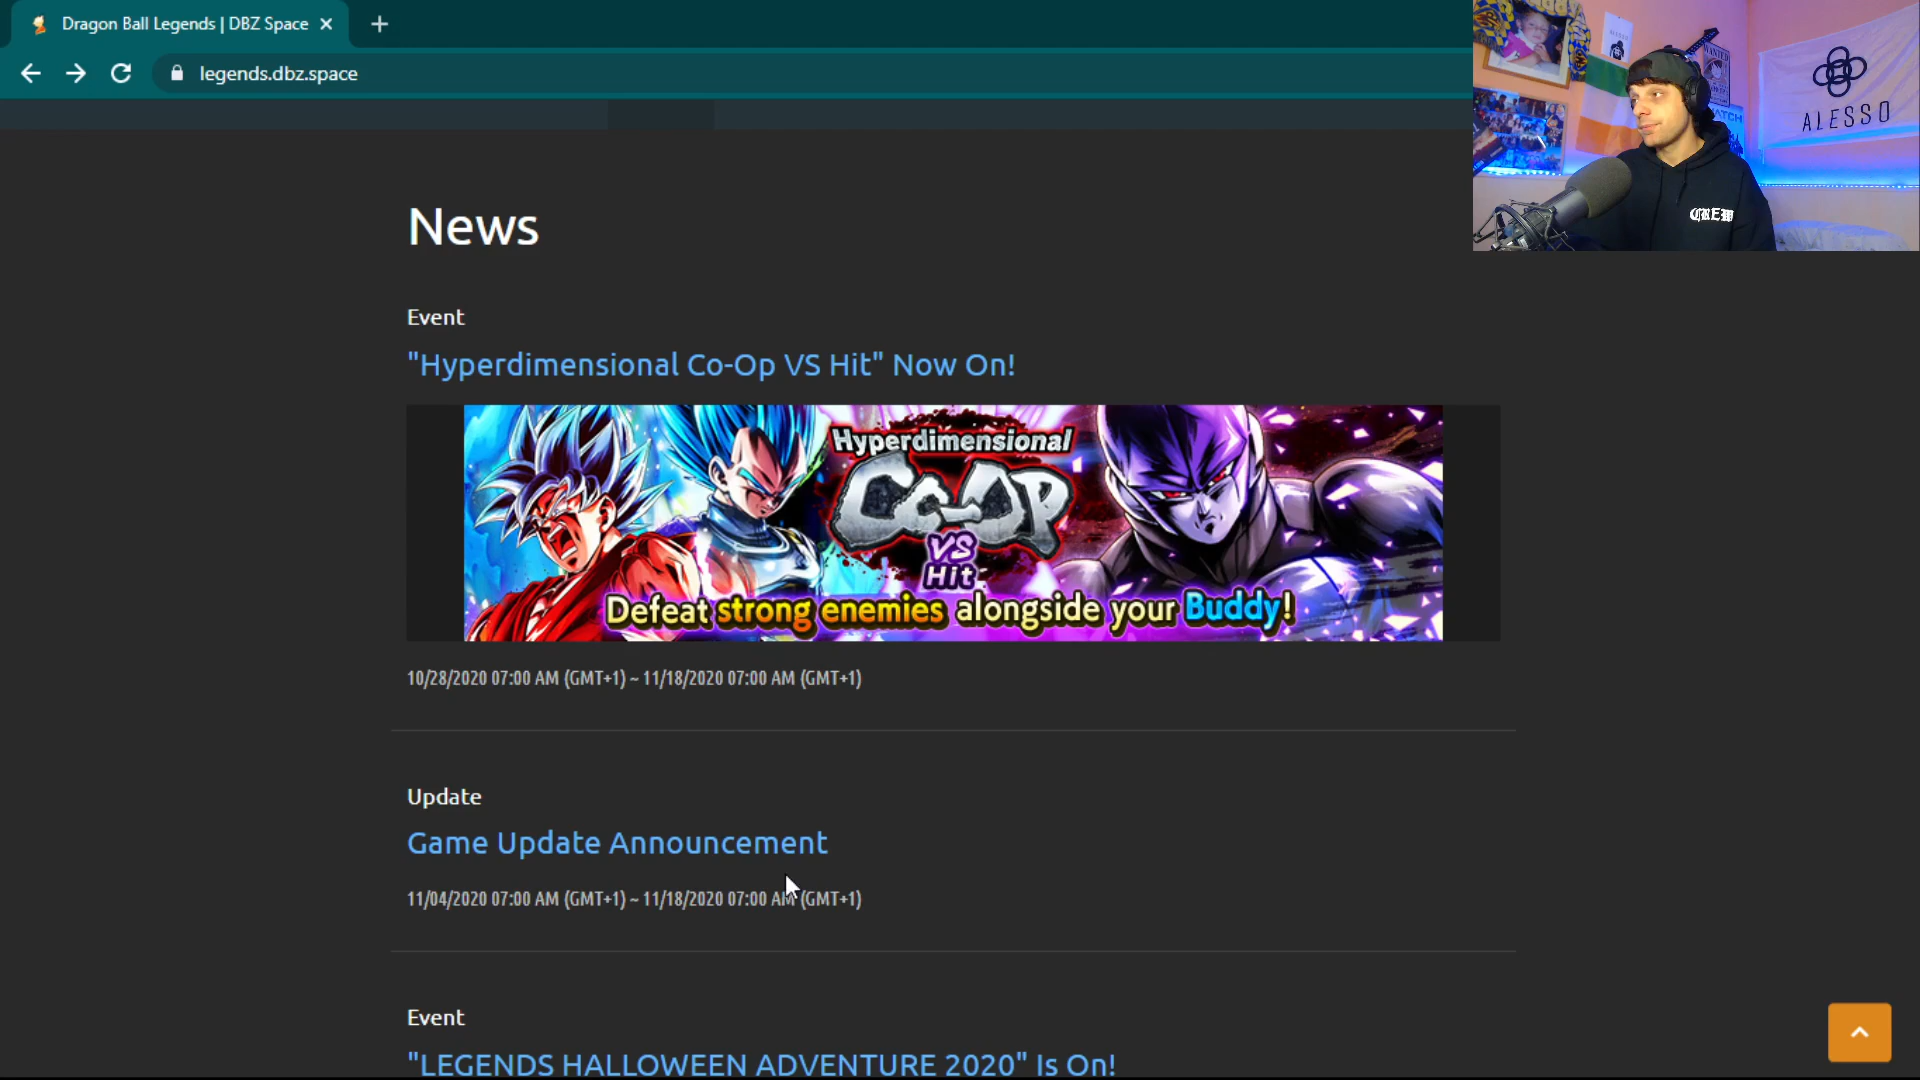 Dragon Ball Legends | DBZ Space
legends.dbz.space
WANTED
ALESSO
CREW
News
Event
"Hyperdimensional Co-Op VS Hit" Now On!
Hyperdimensional
Co-Op
VS
Hit
Defeat strong enemies alongside your Buddy!
10/28/2020 07:00 AM (GMT+1) ~ 11/18/2020 07:00 AM (GMT+1)
Update
Game Update Announcement
11/04/2020 07:00 AM (GMT+1) ~ 11/18/2020 07:00 AM (GMT+1)
Event
"LEGENDS HALLOWEEN ADVENTURE 2020" Is On!